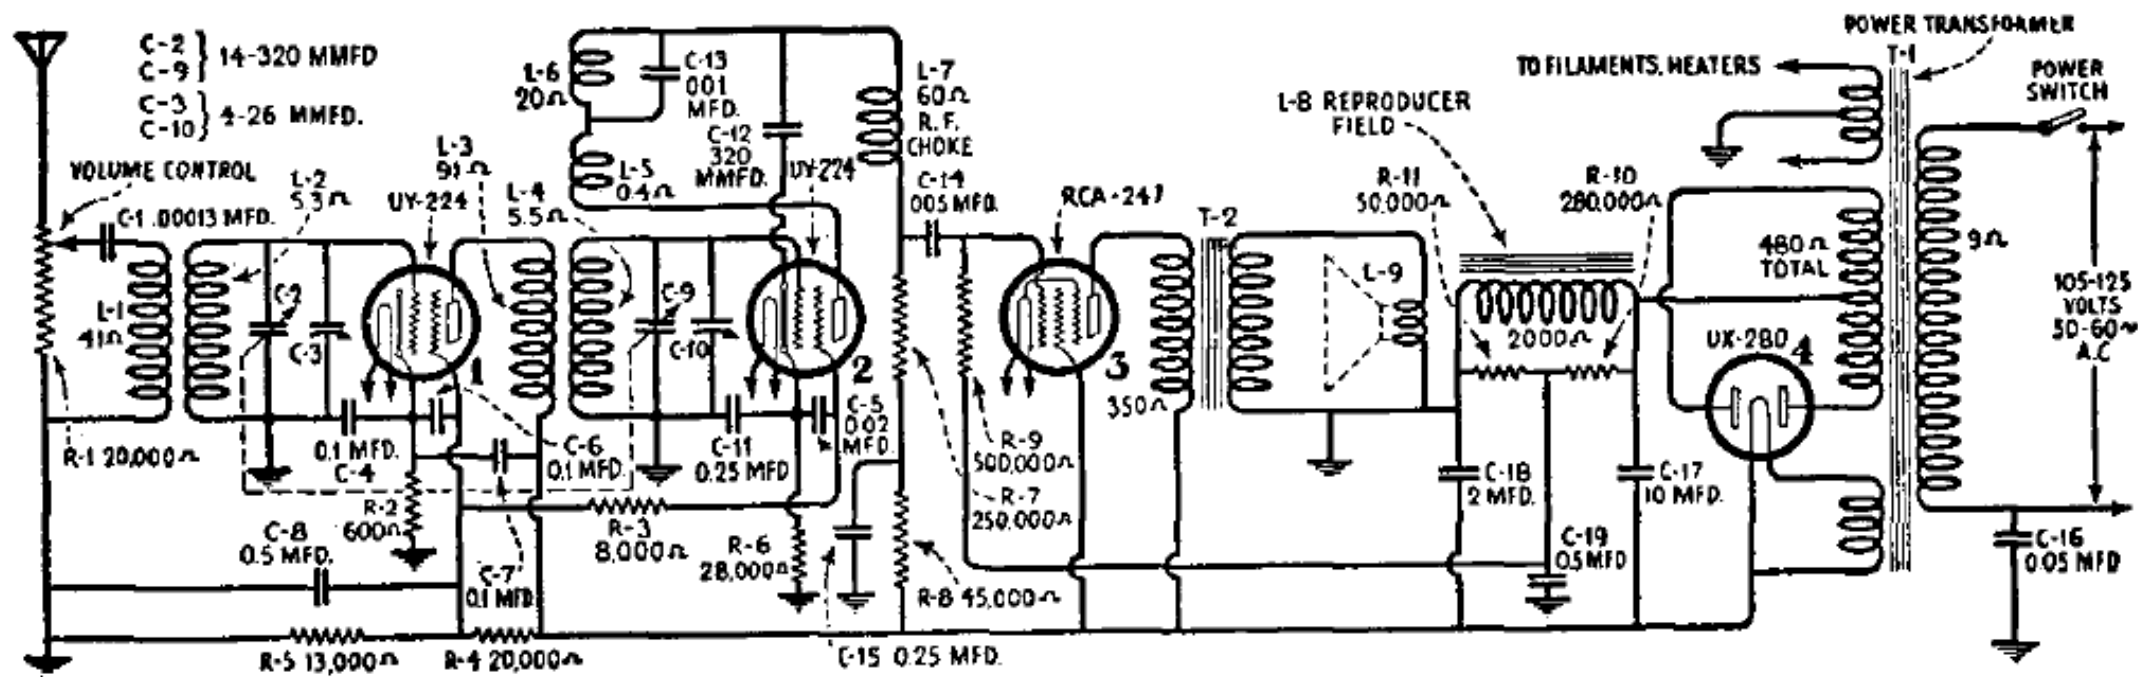 C-2
C-9
14-320 MMFD
C-3
C-10
4-26 MMFD.
VOLUME CONTROL
C-1 .00013 MFD.
L-1
41Ω
L-2
5.3Ω
C-2
C-3
UY-224
1
L-3
91Ω
L-4
5.5Ω
L-6
20Ω
C-13
001
MFD.
L-5
0.4Ω
C-12
320
MMFD.
UY-224
L-7
60Ω
R.F.
CHOKE
C-14
005 MFD.
C-9
C-10
2
RCA-247
3
T-2
350Ω
L-9
L-8 REPRODUCER
FIELD
R-11
50,000Ω
R-10
280,000Ω
2000Ω
TO FILAMENTS, HEATERS
POWER TRANSFORMER
T-1
POWER
SWITCH
480Ω
TOTAL
9Ω
105-125
VOLTS
50-60~
A.C
UX-280
4
R-1 20,000Ω
0.1 MFD.
C-4
C-6
0.1 MFD.
C-11
0.25 MFD
C-5
0.02
MFD.
R-9
500,000Ω
R-7
250,000Ω
C-18
2 MFD.
C-17
10 MFD.
R-2
600Ω
C-8
0.5 MFD.
R-3
8,000Ω
R-6
28,000Ω
C-7
0.1 MFD
R-8 45,000Ω
C-19
0.5 MFD
C-16
0.05 MFD
R-5 13,000Ω
R-4 20,000Ω
C-15 0.25 MFD.